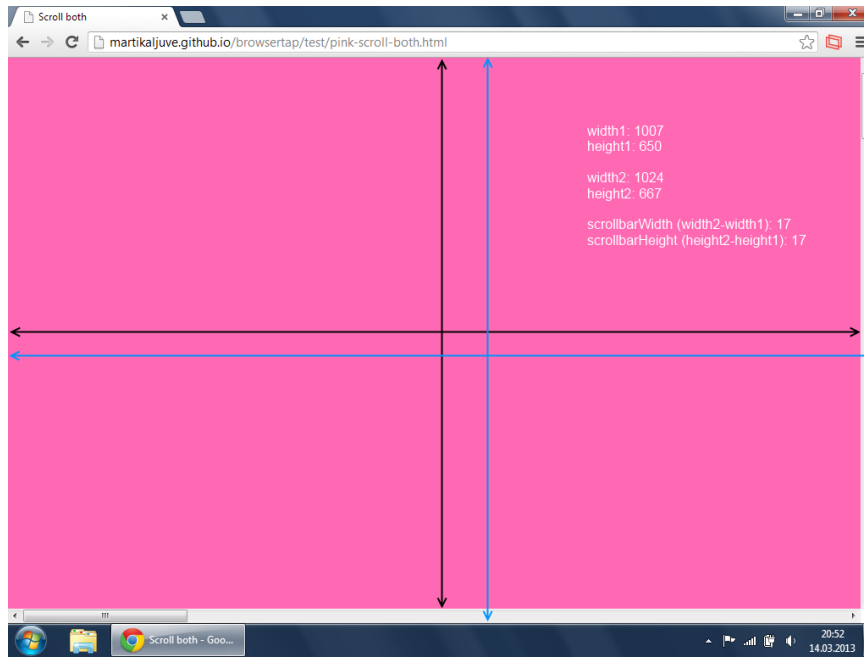 Scroll both
martikaljuve.github.io/browsertap/test/pink-scroll-both.html
width1: 1007
height1: 650
width2: 1024
height2: 667
scrollbarWidth (width2-width1): 17
scrollbarHeight (height2-height1): 17
Scroll both - Goo...
20:52
14.03.2013